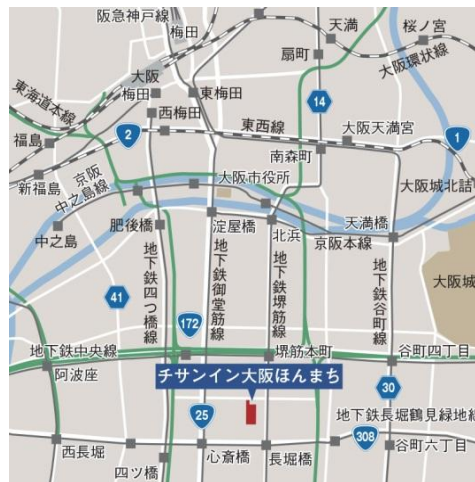 阪急神戸線
梅田
天満
桜ノ宮
扇町
大阪環状線
大阪
梅田
東梅田
東海道本線
14
西梅田
東西線
大阪天満宮
1
2
福島
南森町
新福島
京阪
中之島線
大阪市役所
大阪城北詰
中之島
肥後橋
淀屋橋
北浜
天満橋
京阪本線
地下鉄四つ橋線
地下鉄御堂筋線
地下鉄堺筋線
地下鉄谷町線
大阪城
41
172
地下鉄中央線
堺筋本町
谷町四丁目
阿波座
チサンイン大阪ほんまち
30
25
地下鉄長堀鶴見緑地線
308
西長堀
四ツ橋
心斎橋
長堀橋
谷町六丁目